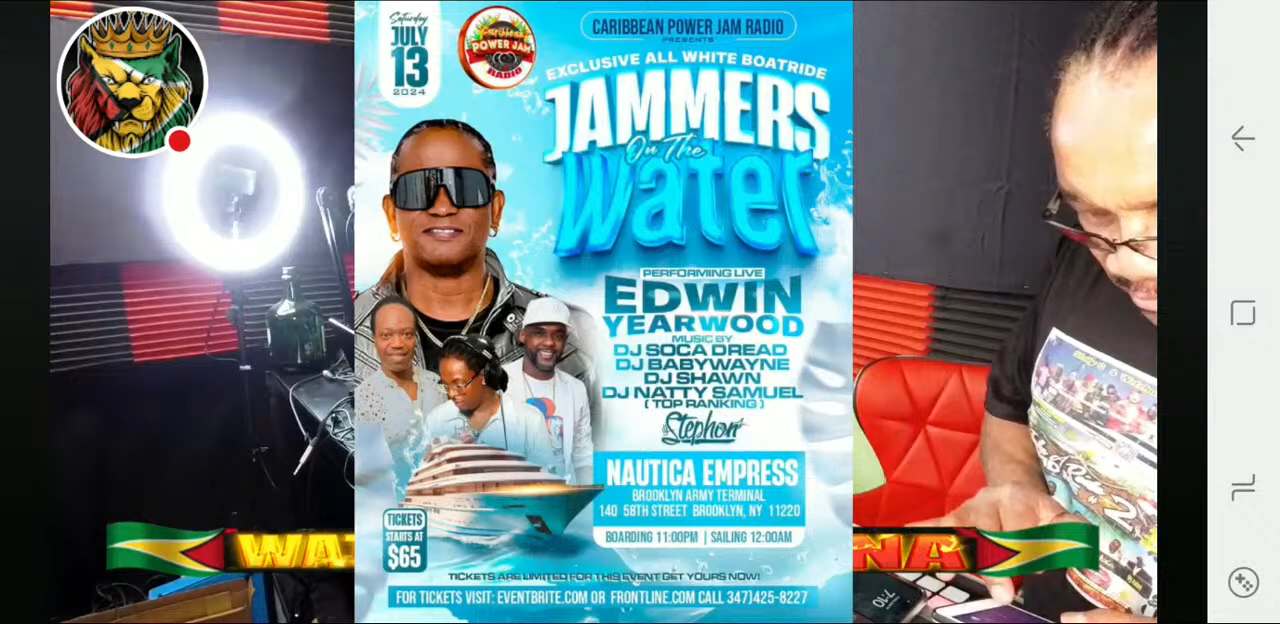 Saturday
JULY
13
2024
Caribbean
POWER JAM
RADIO
CARIBBEAN POWER JAM RADIO
PRESENTS
EXCLUSIVE ALL WHITE BOATRIDE
JAMMERS
On The
Water
PERFORMING LIVE
EDWIN
YEARWOOD
MUSIC BY
DJ SOCA DREAD
DJ BABYWAYNE
DJ SHAWN
DJ NATTY SAMUEL
( TOP RANKING )
Stephon
NAUTICA EMPRESS
BROOKLYN ARMY TERMINAL
140 58TH STREET BROOKLYN, NY 11220
BOARDING 11:00PM | SAILING 12:00AM
TICKETS
STARTS AT
$65
TICKETS ARE LIMITED FOR THIS EVENT GET YOURS NOW!
FOR TICKETS VISIT: EVENTBRITE.COM OR FRONTLINE.COM CALL 347)425-8227
WAT
NA
7:10